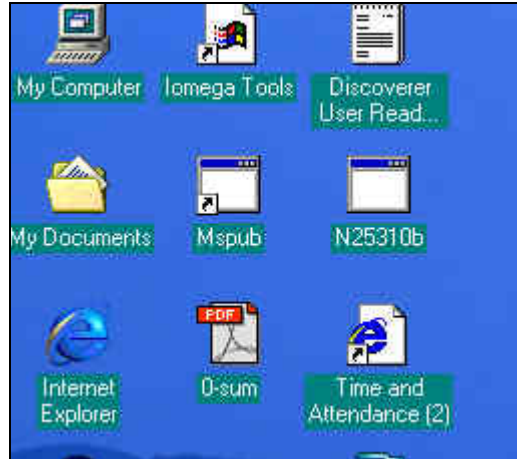 My Computer
Iomega Tools
Discoverer
User Read...
My Documents
Mspub
N25310b
PDF
Internet
Explorer
0-sum
Time and
Attendance (2)